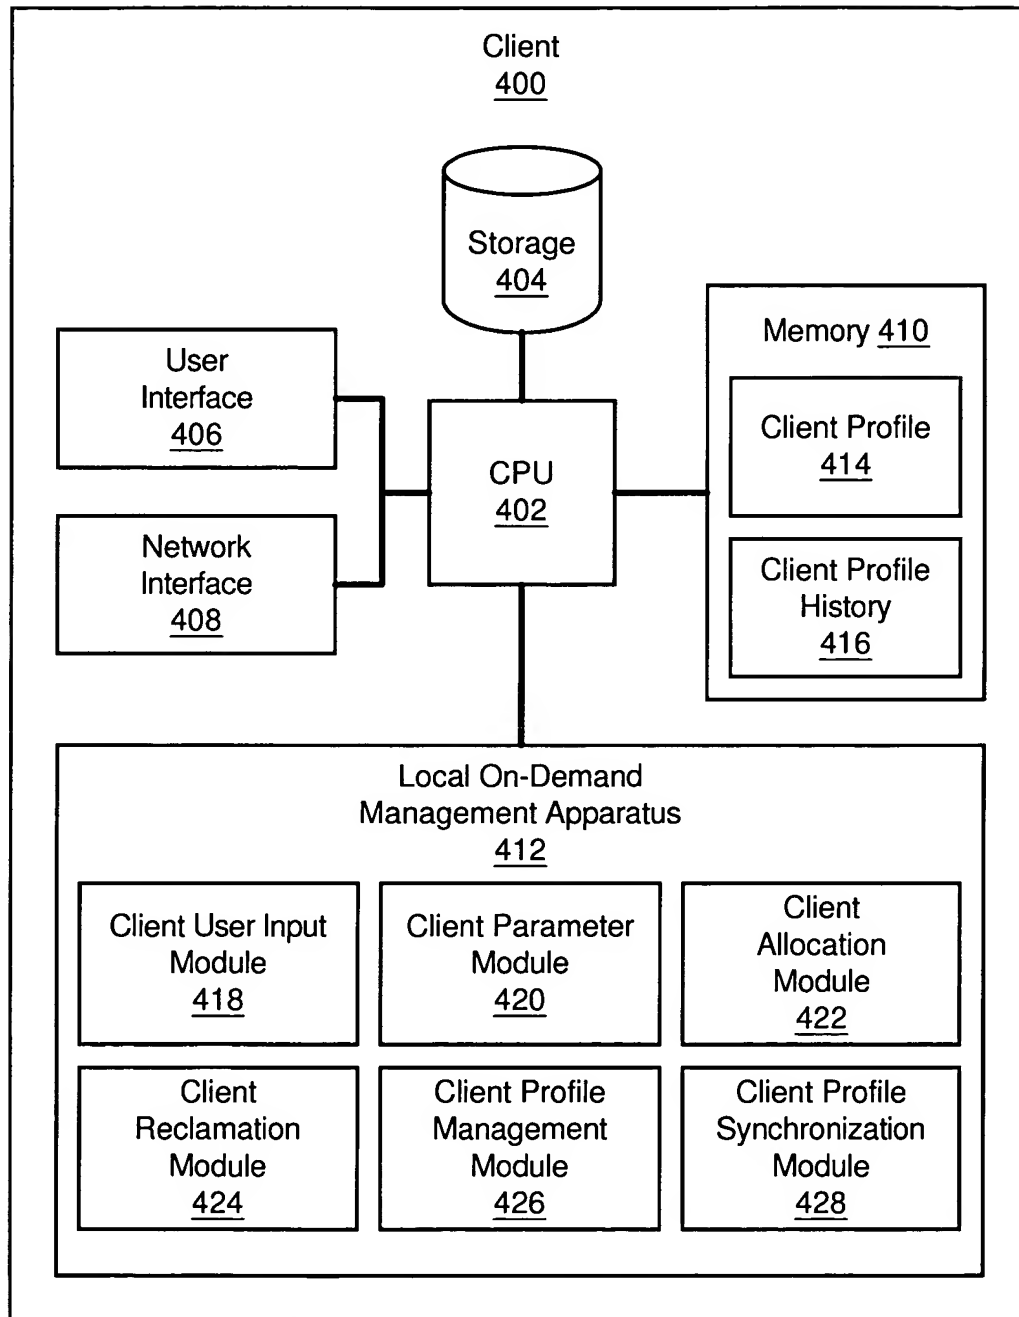 Client
400
Storage
404
User
Interface
406
Memory 410
Client Profile
414
CPU
402
Network
Interface
408
Client Profile
History
416
Local On-Demand
Management Apparatus
412
Client User Input
Module
418
Client Parameter
Module
420
Client
Allocation
Module
422
Client
Reclamation
Module
424
Client Profile
Management
Module
426
Client Profile
Synchronization
Module
428